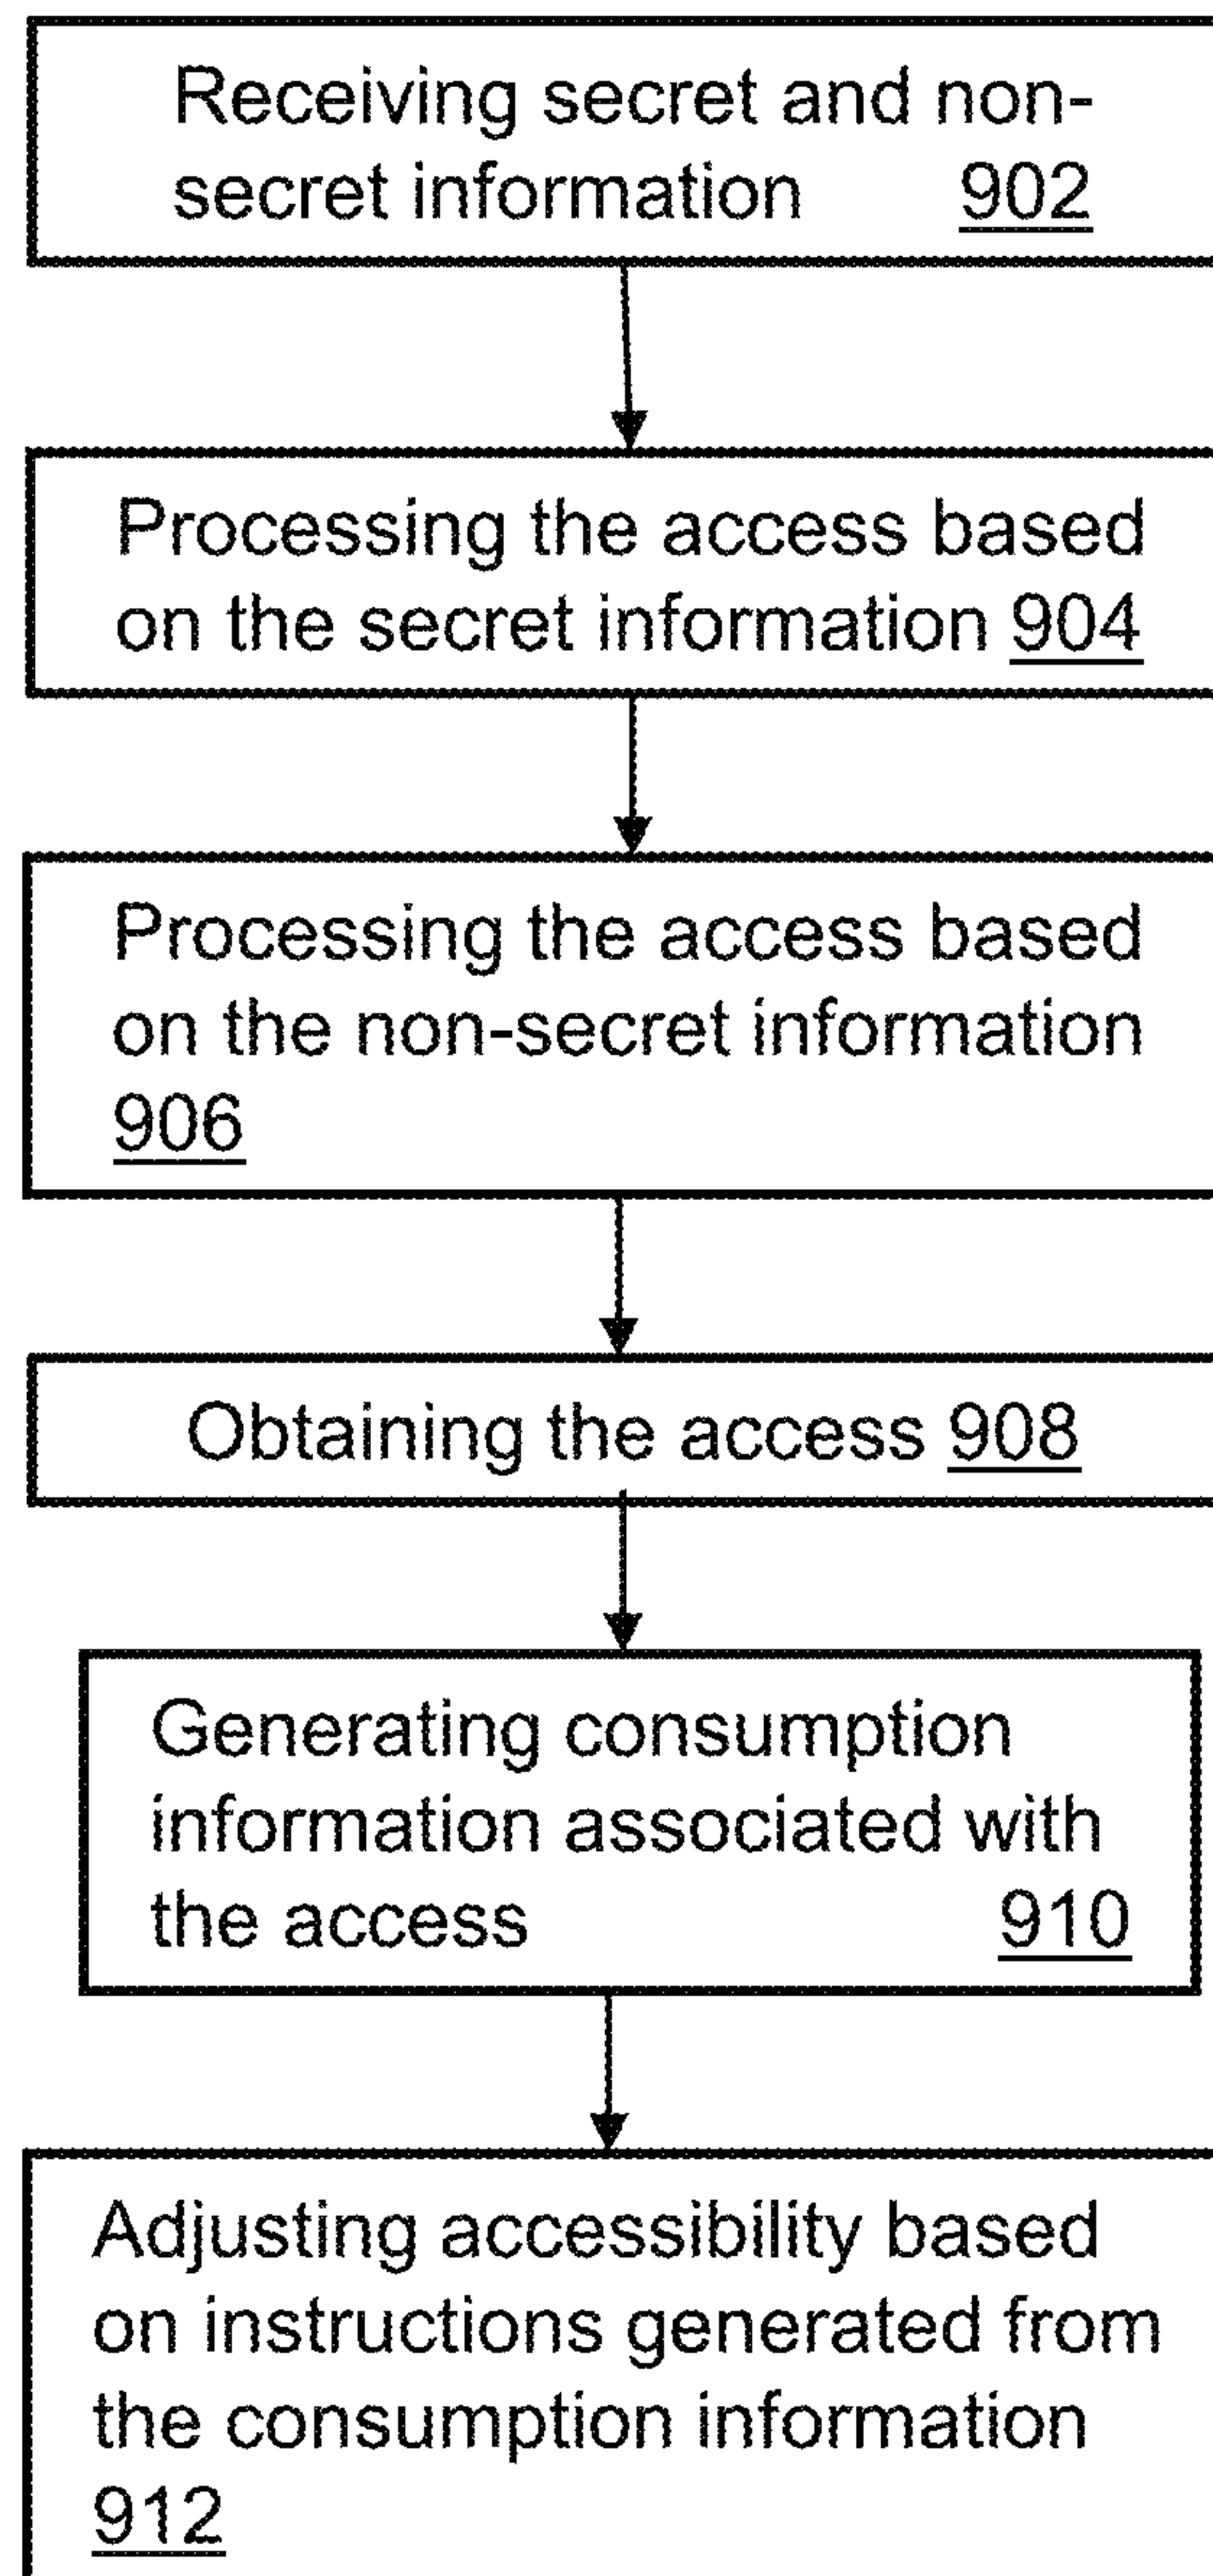 Receiving secret and non-
secret information 902
Processing the access based
on the secret information 904
Processing the access based
on the non-secret information
906
Obtaining the access 908
Generating consumption
information associated with
the access 910
Adjusting accessibility based
on instructions generated from
the consumption information
912